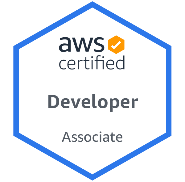 aws
certified
Developer
Associate